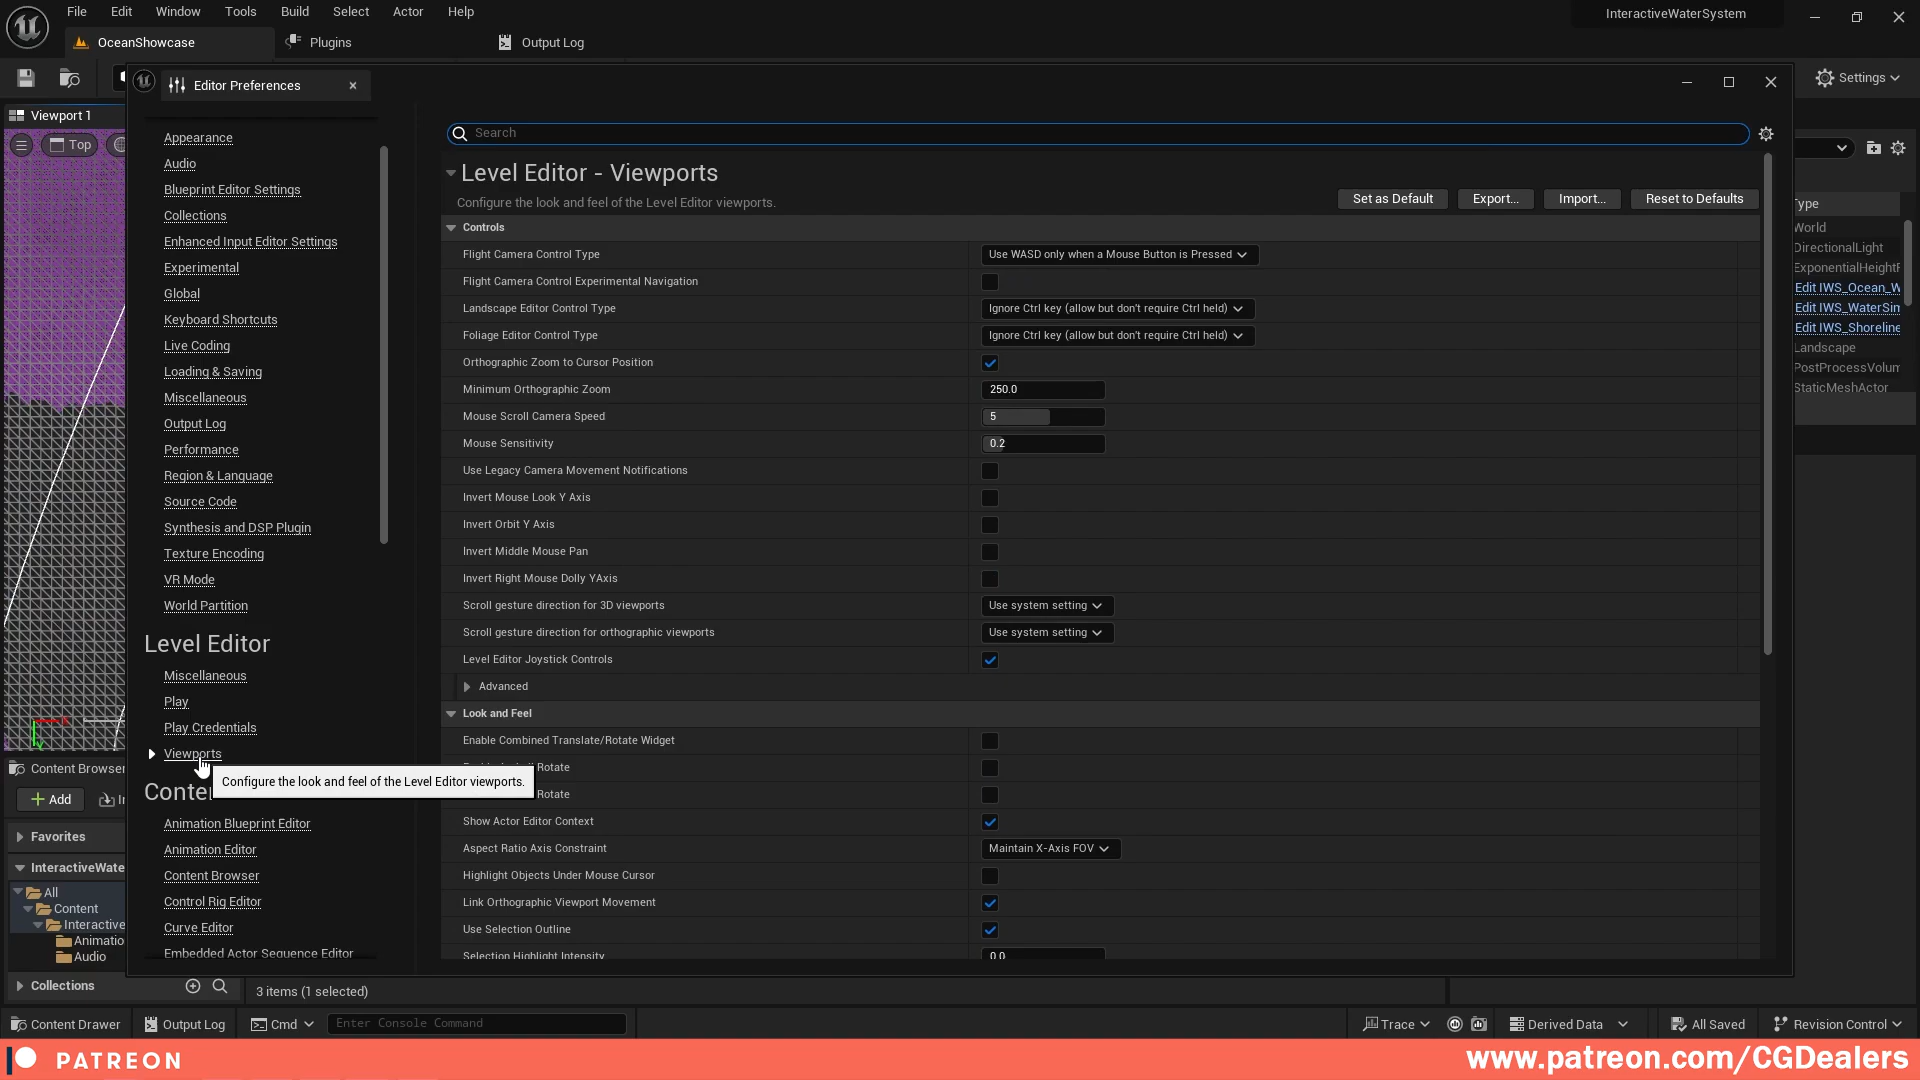 File Edit Window Tools Build Select Actor Help
InteractiveWaterSystem
OceanShowcase
Plugins
Output Log
Settings
Editor Preferences
Viewport 1
Top
Appearance
Audio
Blueprint Editor Settings
Collections
Enhanced Input Editor Settings
Experimental
Global
Keyboard Shortcuts
Live Coding
Loading & Saving
Miscellaneous
Output Log
Performance
Region & Language
Source Code
Synthesis and DSP Plugin
Texture Encoding
VR Mode
World Partition
Level Editor
Miscellaneous
Play
Play Credentials
Viewports
Configure the look and feel of the Level Editor viewports.
Animation Blueprint Editor
Animation Editor
Content Browser
Control Rig Editor
Curve Editor
Embedded Actor Sequence Editor
Search
Level Editor - Viewports
Configure the look and feel of the Level Editor viewports.
Set as Default
Export...
Import...
Reset to Defaults
Controls
Flight Camera Control Type Use WASD only when a Mouse Button is Pressed
Flight Camera Control Experimental Navigation
Landscape Editor Control Type Ignore Ctrl key (allow but don't require Ctrl held)
Foliage Editor Control Type Ignore Ctrl key (allow but don't require Ctrl held)
Orthographic Zoom to Cursor Position
Minimum Orthographic Zoom 250.0
Mouse Scroll Camera Speed 5
Mouse Sensitivity 0.2
Use Legacy Camera Movement Notifications
Invert Mouse Look Y Axis
Invert Orbit Y Axis
Invert Middle Mouse Pan
Invert Right Mouse Dolly YAxis
Scroll gesture direction for 3D viewports Use system setting
Scroll gesture direction for orthographic viewports Use system setting
Level Editor Joystick Controls
Advanced
Look and Feel
Enable Combined Translate/Rotate Widget
Rotate
Rotate
Show Actor Editor Context
Aspect Ratio Axis Constraint Maintain X-Axis FOV
Highlight Objects Under Mouse Cursor
Link Orthographic Viewport Movement
Use Selection Outline
Selection Highlight Intensity 0.0
Type
World
DirectionalLight
ExponentialHeightF
Edit IWS_Ocean_W
Edit IWS_WaterSim
Edit IWS_Shoreline
Landscape
PostProcessVolum
StaticMeshActor
Content Browser
Add
Favorites
InteractiveWate
All
Content
Interactive
Animatio
Audio
Collections
3 items (1 selected)
Content Drawer
Output Log
Cmd
Enter Console Command
Trace
Derived Data
All Saved
Revision Control
PATREON
www.patreon.com/CGDealers